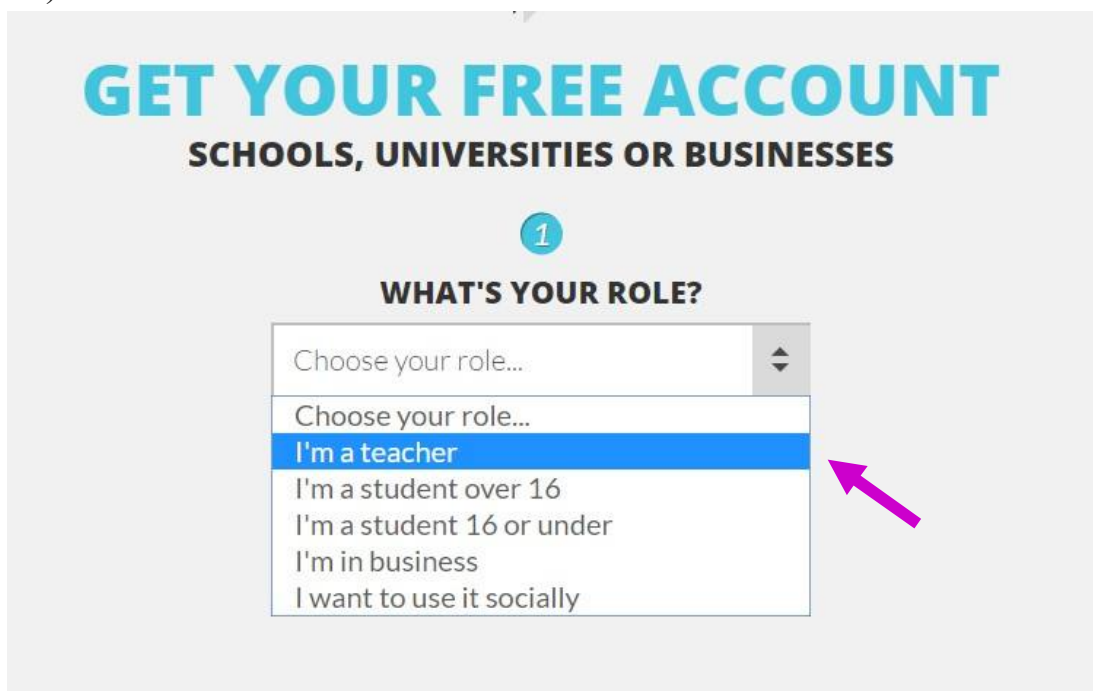 GET YOUR FREE ACCOUNT
SCHOOLS, UNIVERSITIES OR BUSINESSES
1
WHAT'S YOUR ROLE?
Choose your role...
Choose your role...
I'm a teacher
I'm a student over 16
I'm a student 16 or under
I'm in business
I want to use it socially